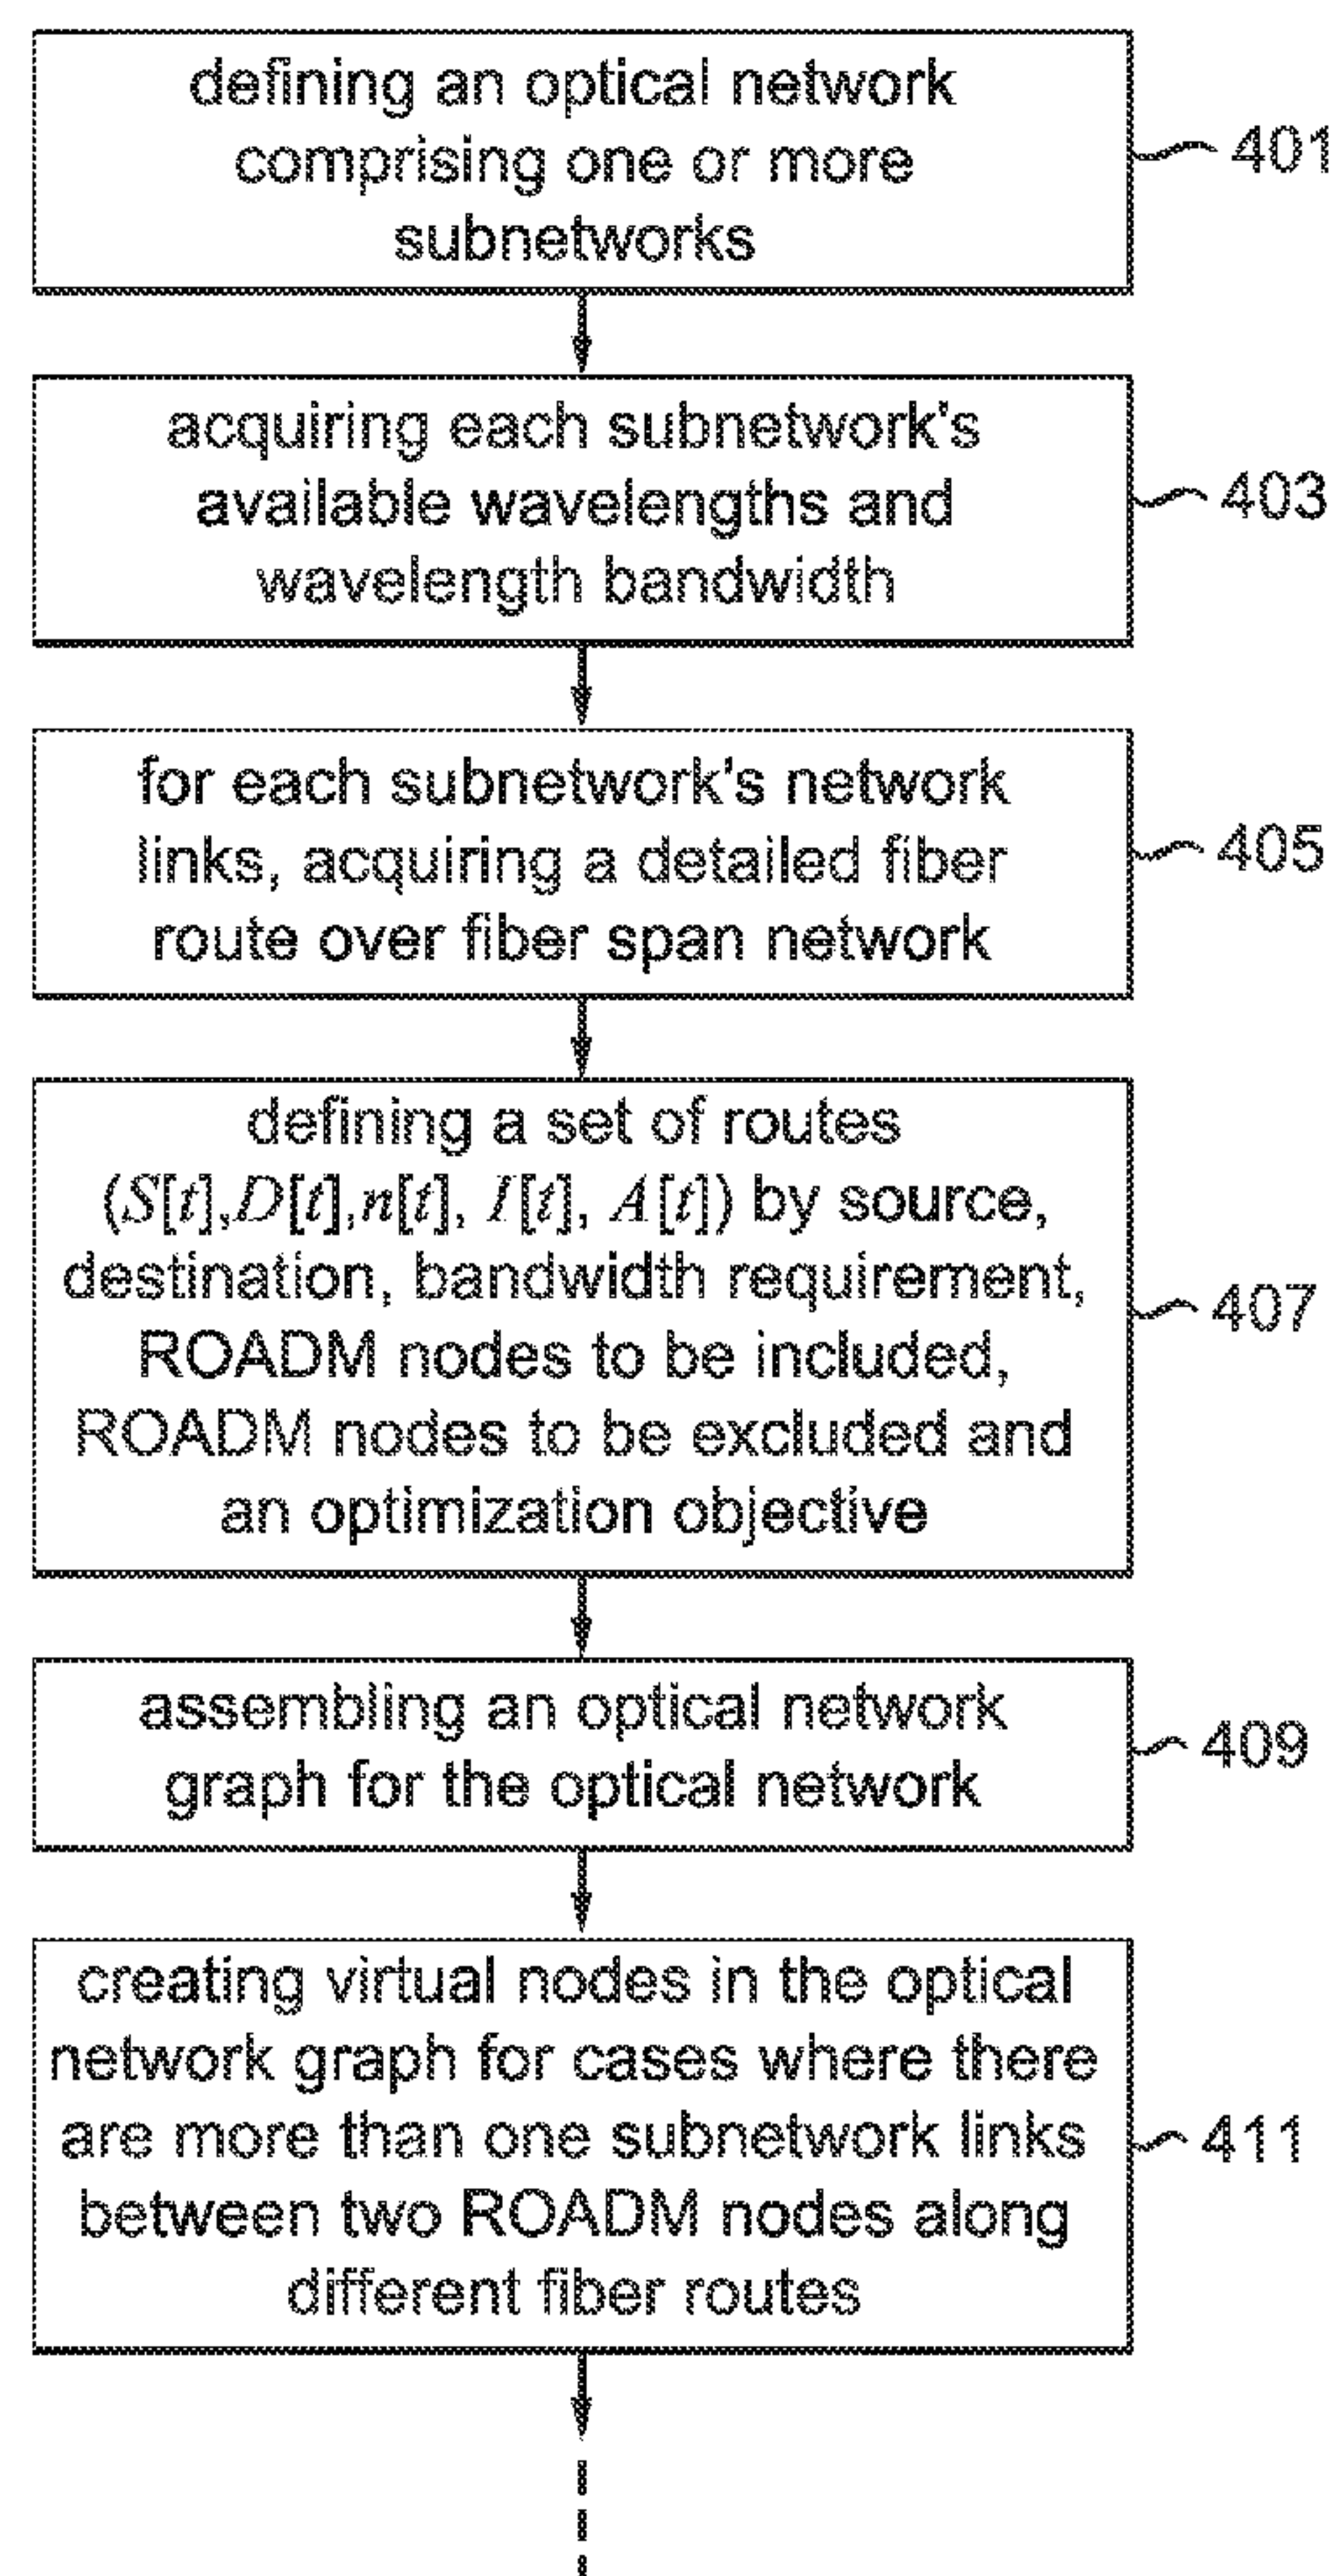 defining an optical network
comprising one or more
subnetworks
401
acquiring each subnetwork's
available wavelengths and
wavelength bandwidth
403
for each subnetwork's network
links, acquiring a detailed fiber
route over fiber span network
405
defining a set of routes
(S[t],D[t],n[t], I[t], A[t]) by source,
destination, bandwidth requirement,
ROADM nodes to be included,
ROADM nodes to be excluded and
an optimization objective
407
assembling an optical network
graph for the optical network
409
creating virtual nodes in the optical
network graph for cases where there
are more than one subnetwork links
between two ROADM nodes along
different fiber routes
411